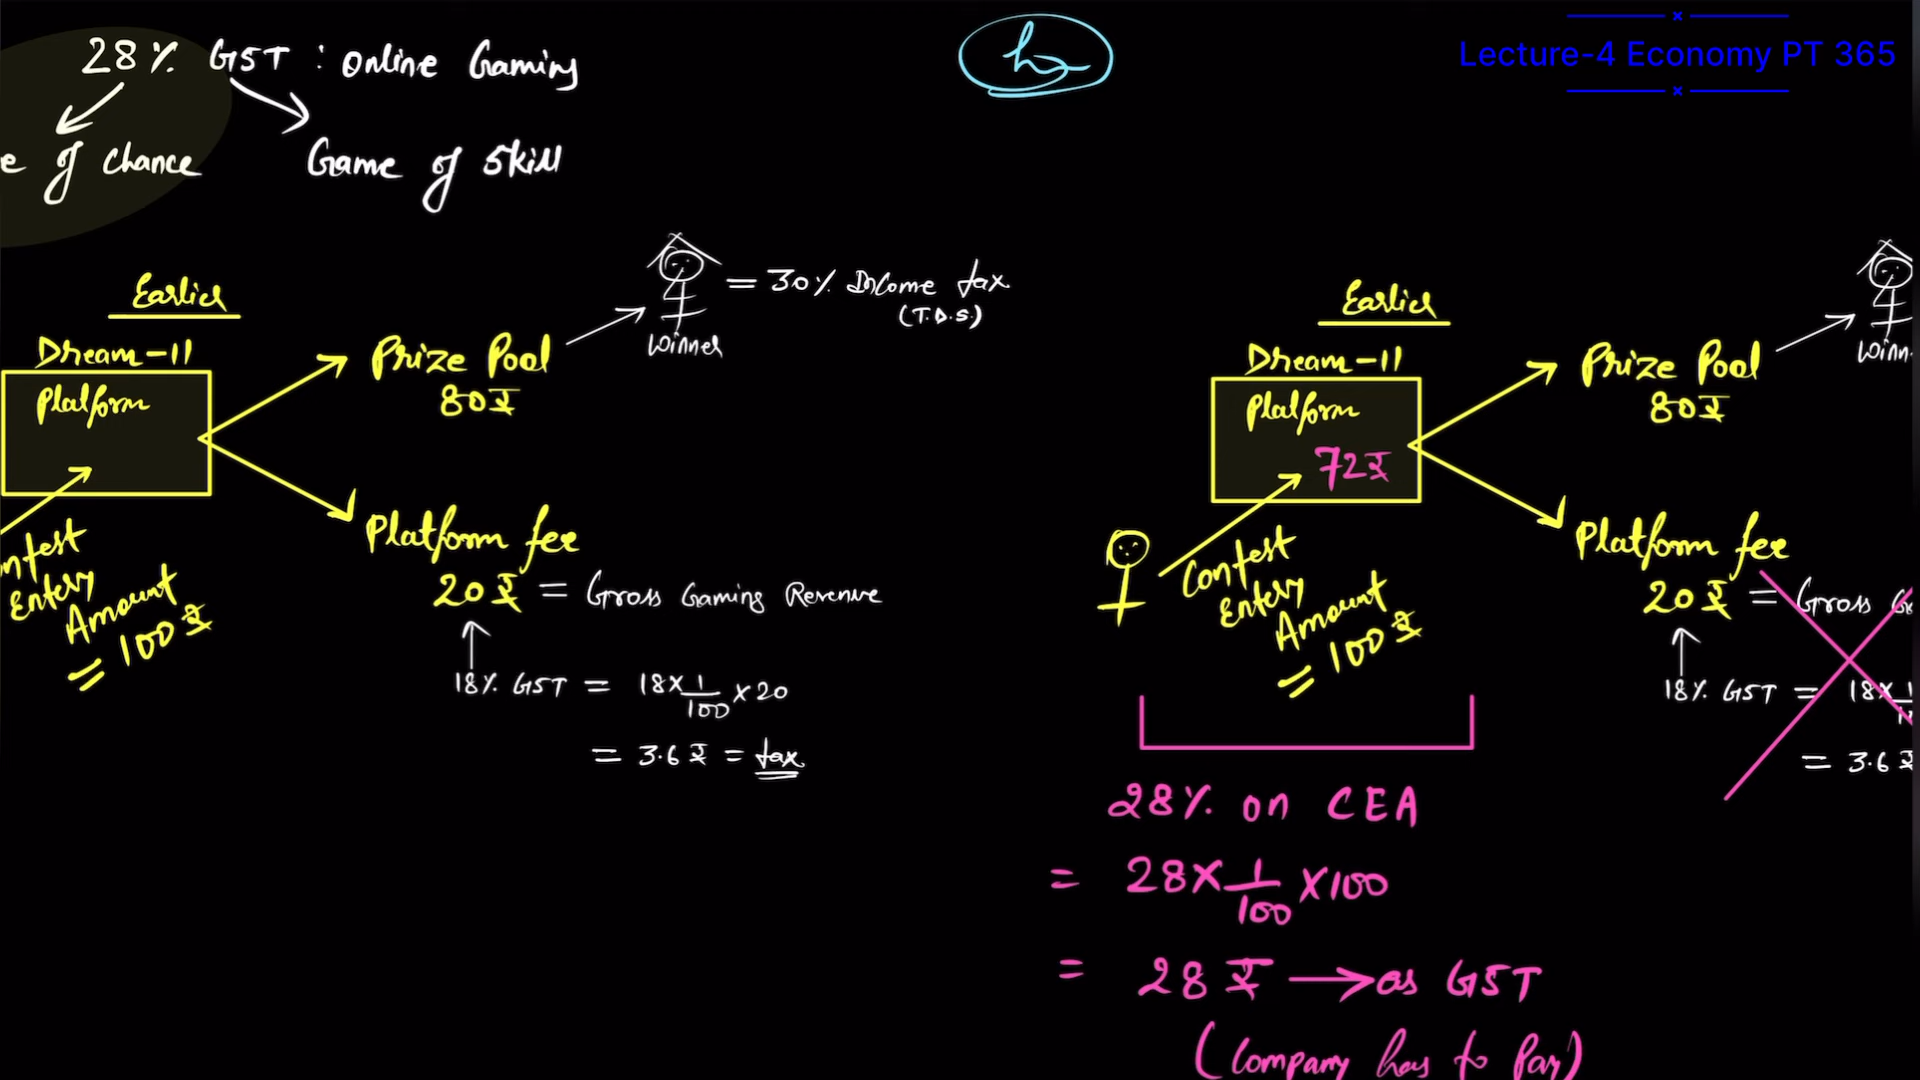 Lecture-4 Economy PT 365
28% GST : Online Gaming
e of Chance
Game of Skill
Earlier
Dream-11
Platform
Prize Pool
80₹
Winner
= 30% Income tax
(T.D.S.)
ntest
Entry
Amount
= 100₹
Platform fee
20₹ = Gross Gaming Revenue
18% GST = 18×1/100×20
= 3.6₹ = tax
Earlier
Dream-11
Platform
72₹
Prize Pool
80₹
Winn
Contest
Entry
Amount
= 100₹
Platform fee
20₹ = Gross Ga
18% GST = 18×1
= 3.6₹
28% on CEA
= 28×1/100×100
= 28₹ → as GST
(Company has to Pay)